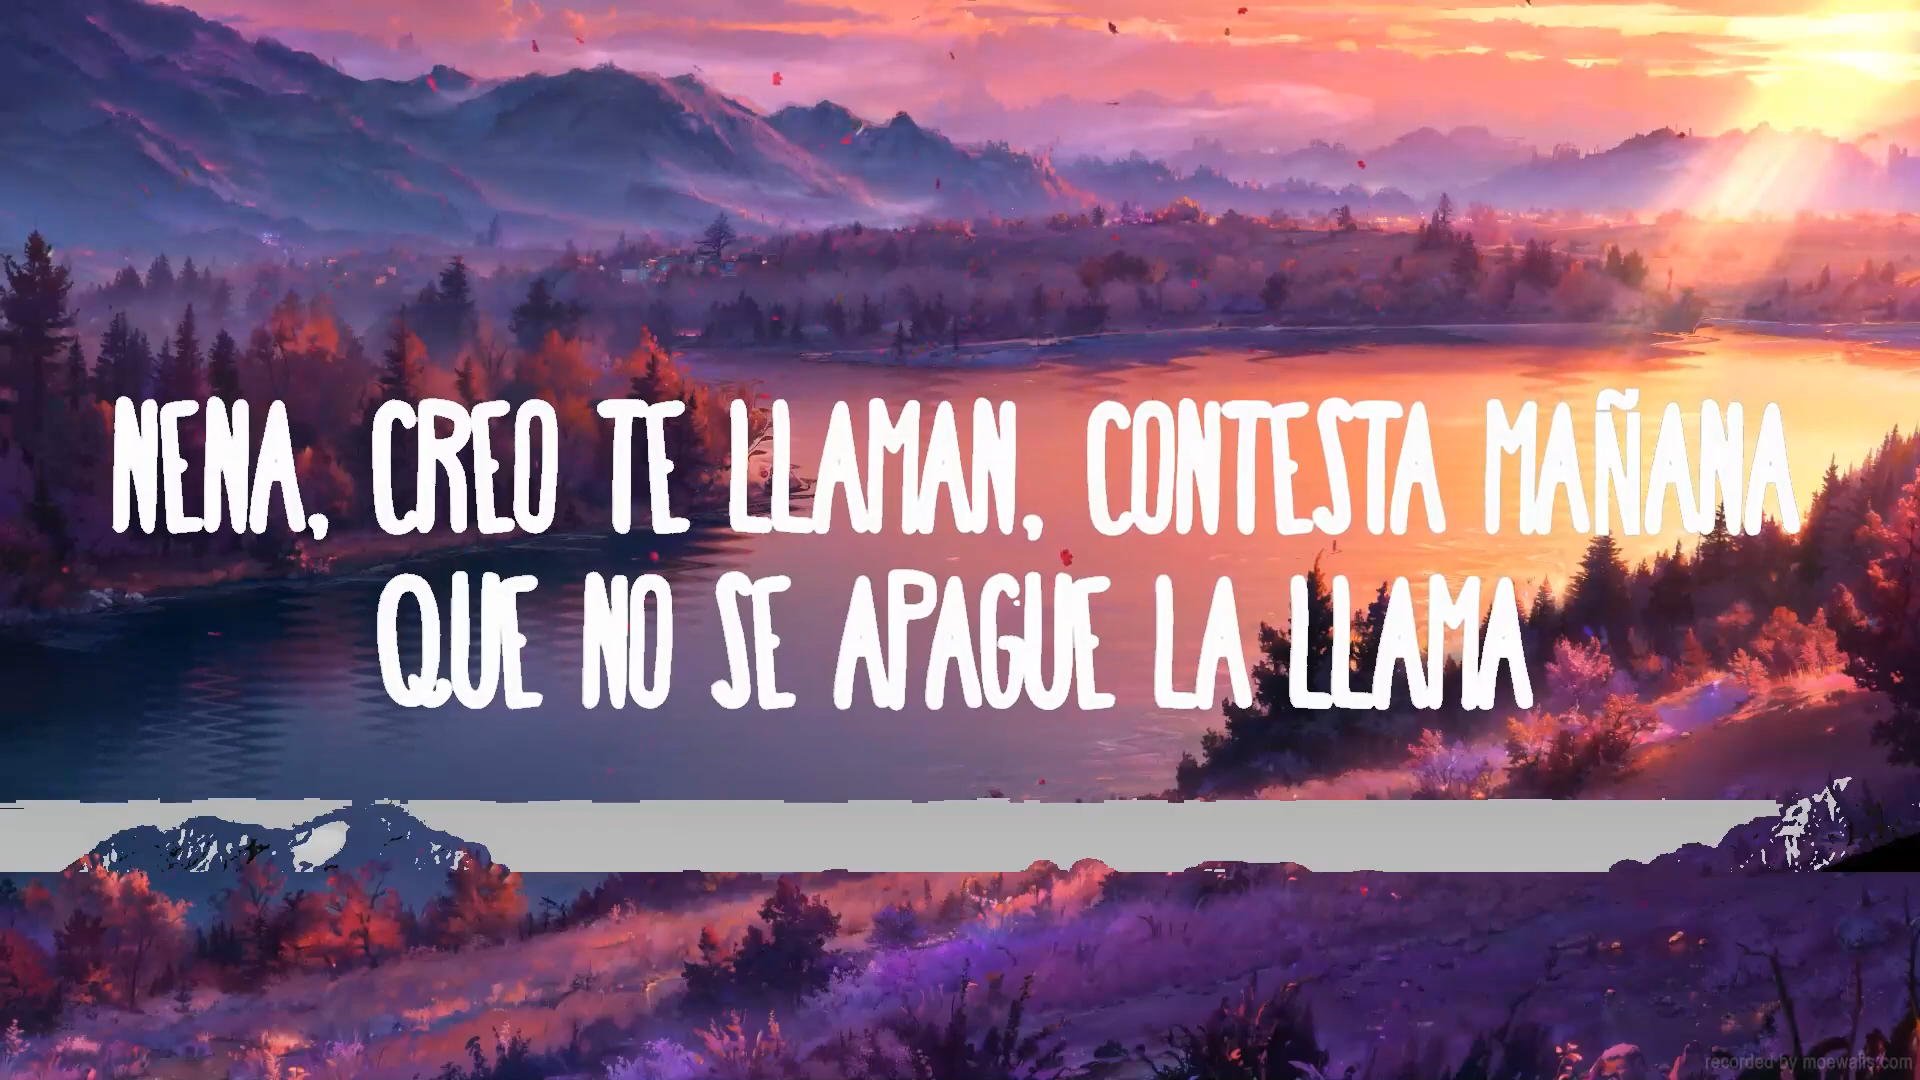 NENA, CREO TE LLAMAN, CONTESTA MAÑANA
QUE NO SE APAGUE LA LLAMA
recorded by moewalls.com